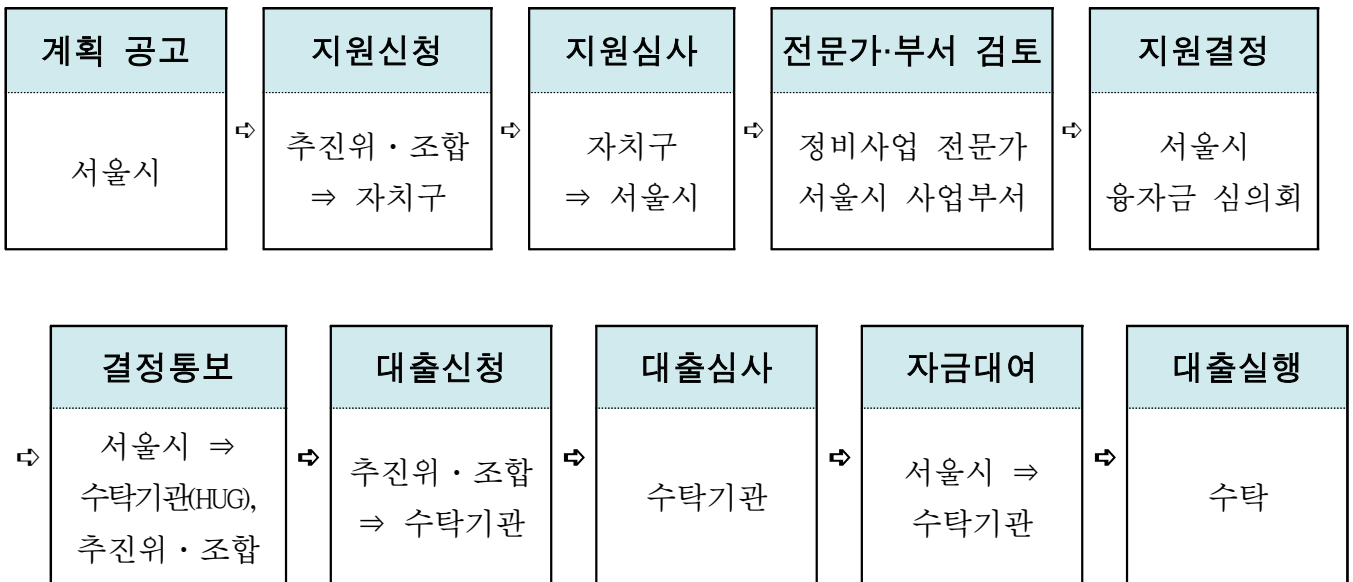 계획 공고
서울시
⇨
지원신청
추진위・조합
⇒ 자치구
⇨
지원심사
자치구
⇒ 서울시
⇨
전문가·부서 검토
정비사업 전문가
서울시 사업부서
⇨
지원결정
서울시
융자금 심의회
⇨
결정통보
서울시 ⇒
수탁기관(HUG),
추진위・조합
⇨
대출신청
추진위・조합
⇒ 수탁기관
⇨
대출심사
수탁기관
⇨
자금대여
서울시 ⇒
수탁기관
⇨
대출실행
수탁